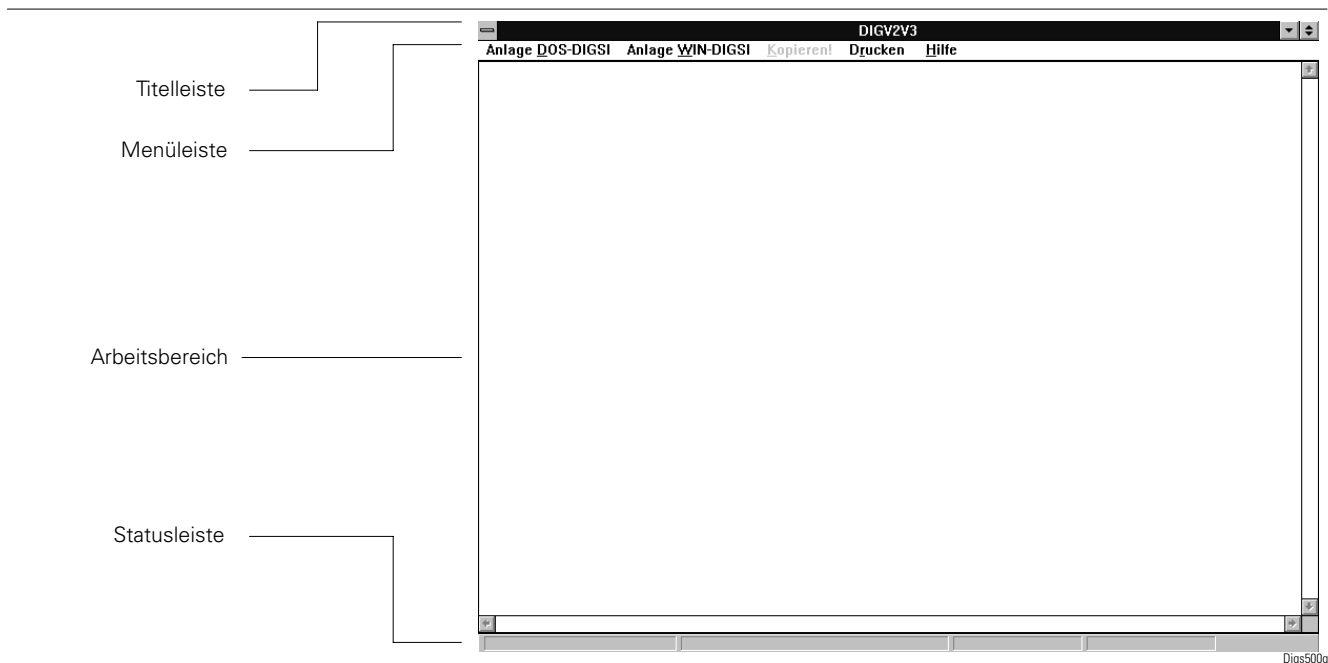 DIGV2V3
Anlage DOS-DIGSI Anlage WIN-DIGSI Kopieren! Drucken Hilfe
Titelleiste
Menüleiste
Arbeitsbereich
Statusleiste
Digs500g